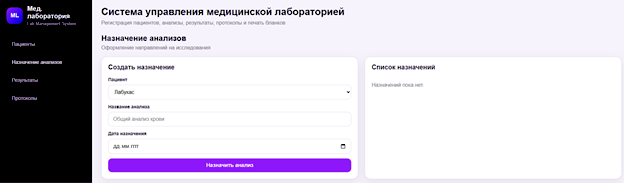 ML
Мед.
лаборатория
Lab Management System
Пациенты
Назначение анализов
Результаты
Протоколы
Система управления медицинской лабораторией
Регистрация пациентов, анализы, результаты, протоколы и печать бланков
Назначение анализов
Оформление направлений на исследования
Создать назначение
Пациент
Лабукас
Название анализа
Общий анализ крови
Дата назначения
дд.мм.гггг
Назначить анализ
Список назначений
Назначений пока нет